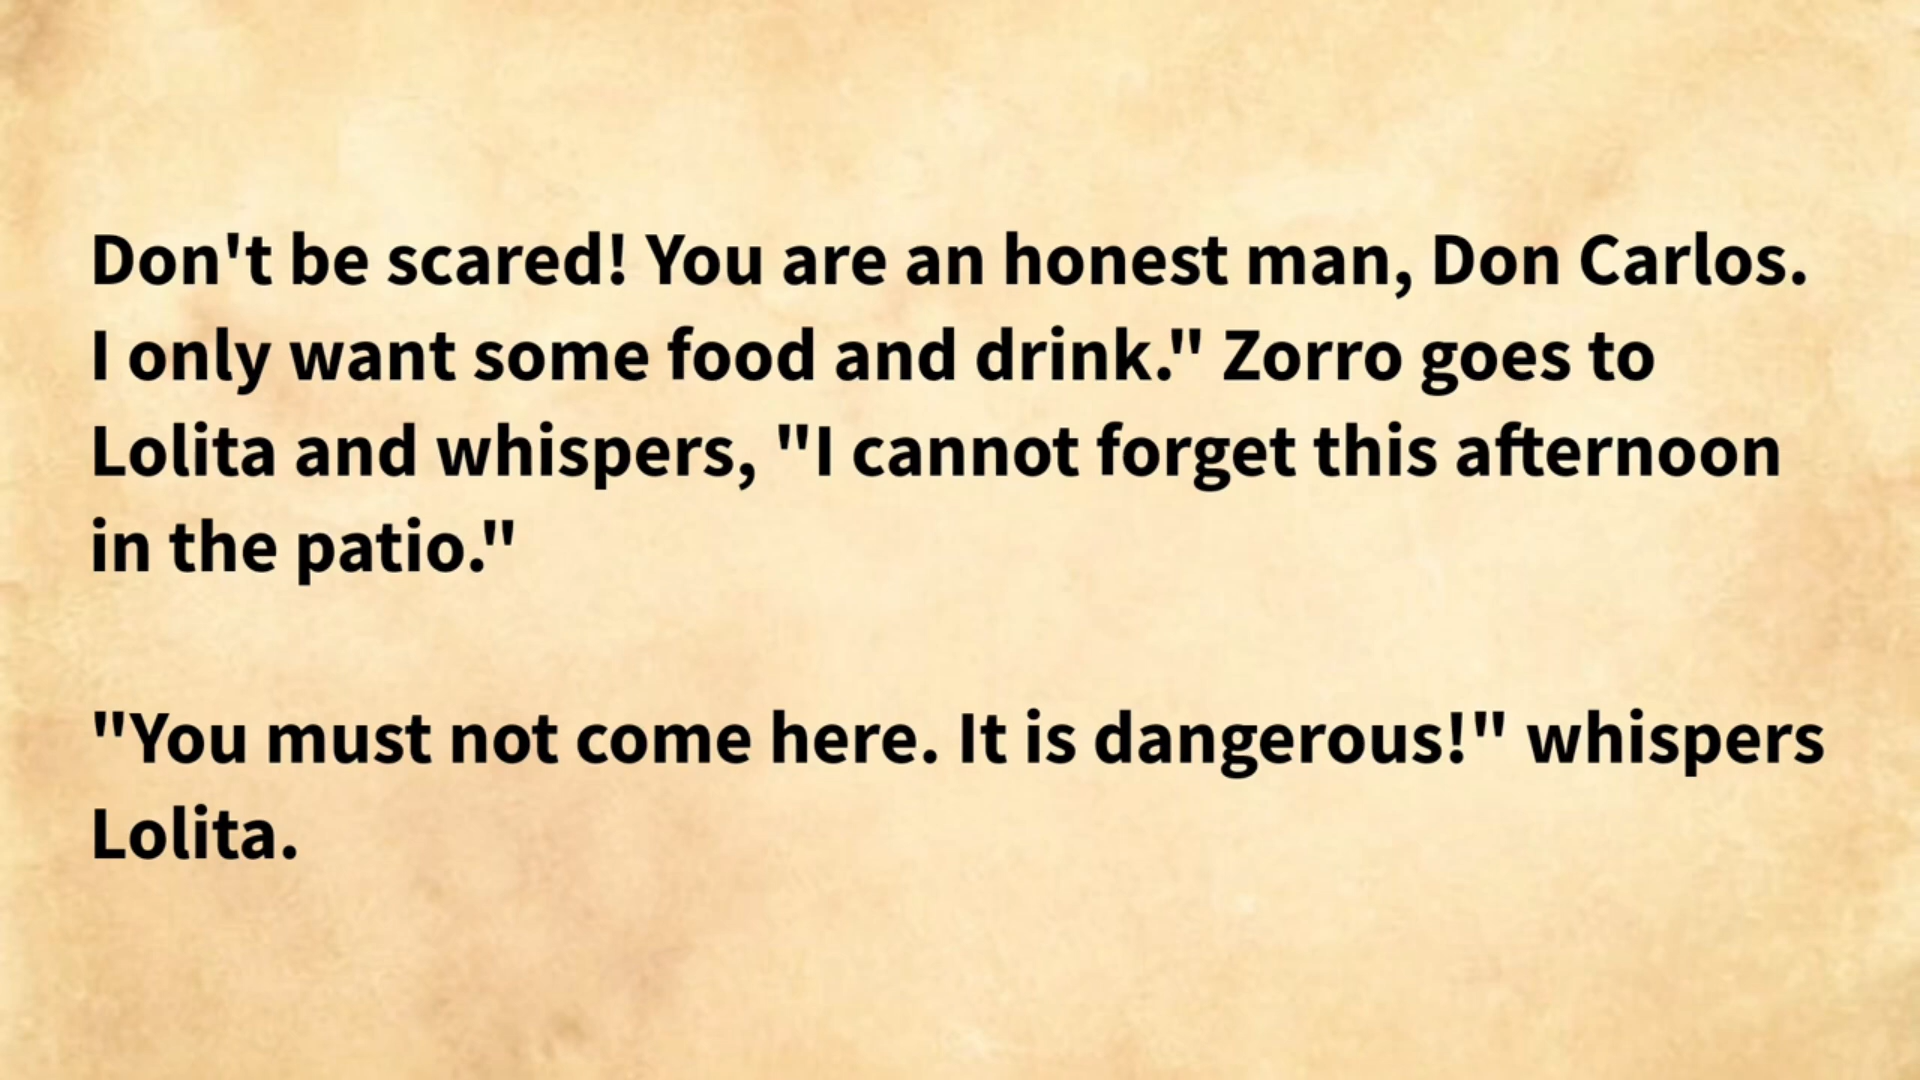 Don't be scared! You are an honest man, Don Carlos.
I only want some food and drink." Zorro goes to
Lolita and whispers, "I cannot forget this afternoon
in the patio."
"You must not come here. It is dangerous!" whispers
Lolita.